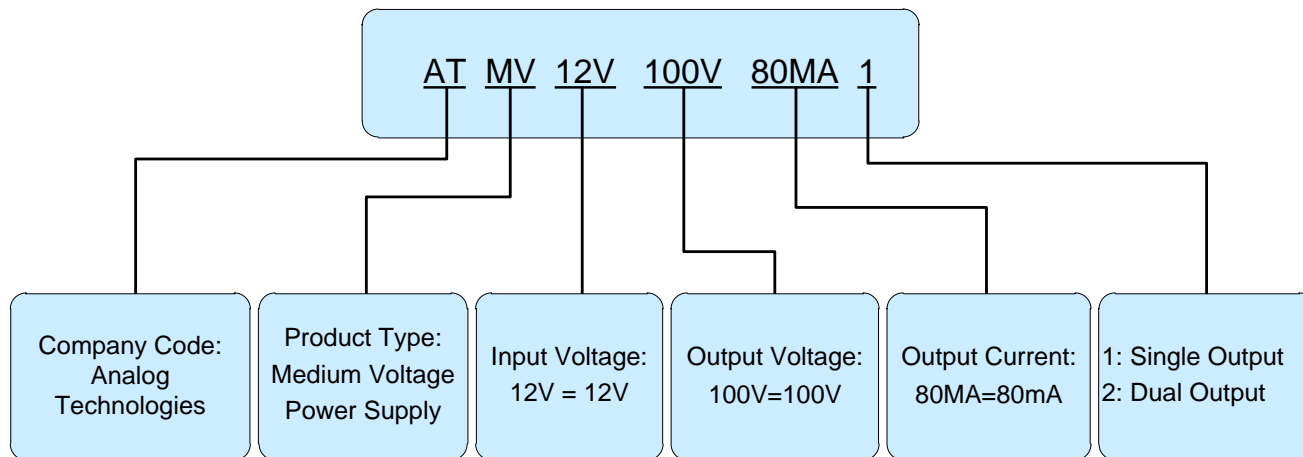 AT MV 12V 100V 80MA 1
Company Code:
Analog
Technologies
Product Type:
Medium Voltage
Power Supply
Input Voltage:
12V = 12V
Output Voltage:
100V=100V
Output Current:
80MA=80mA
1: Single Output
2: Dual Output